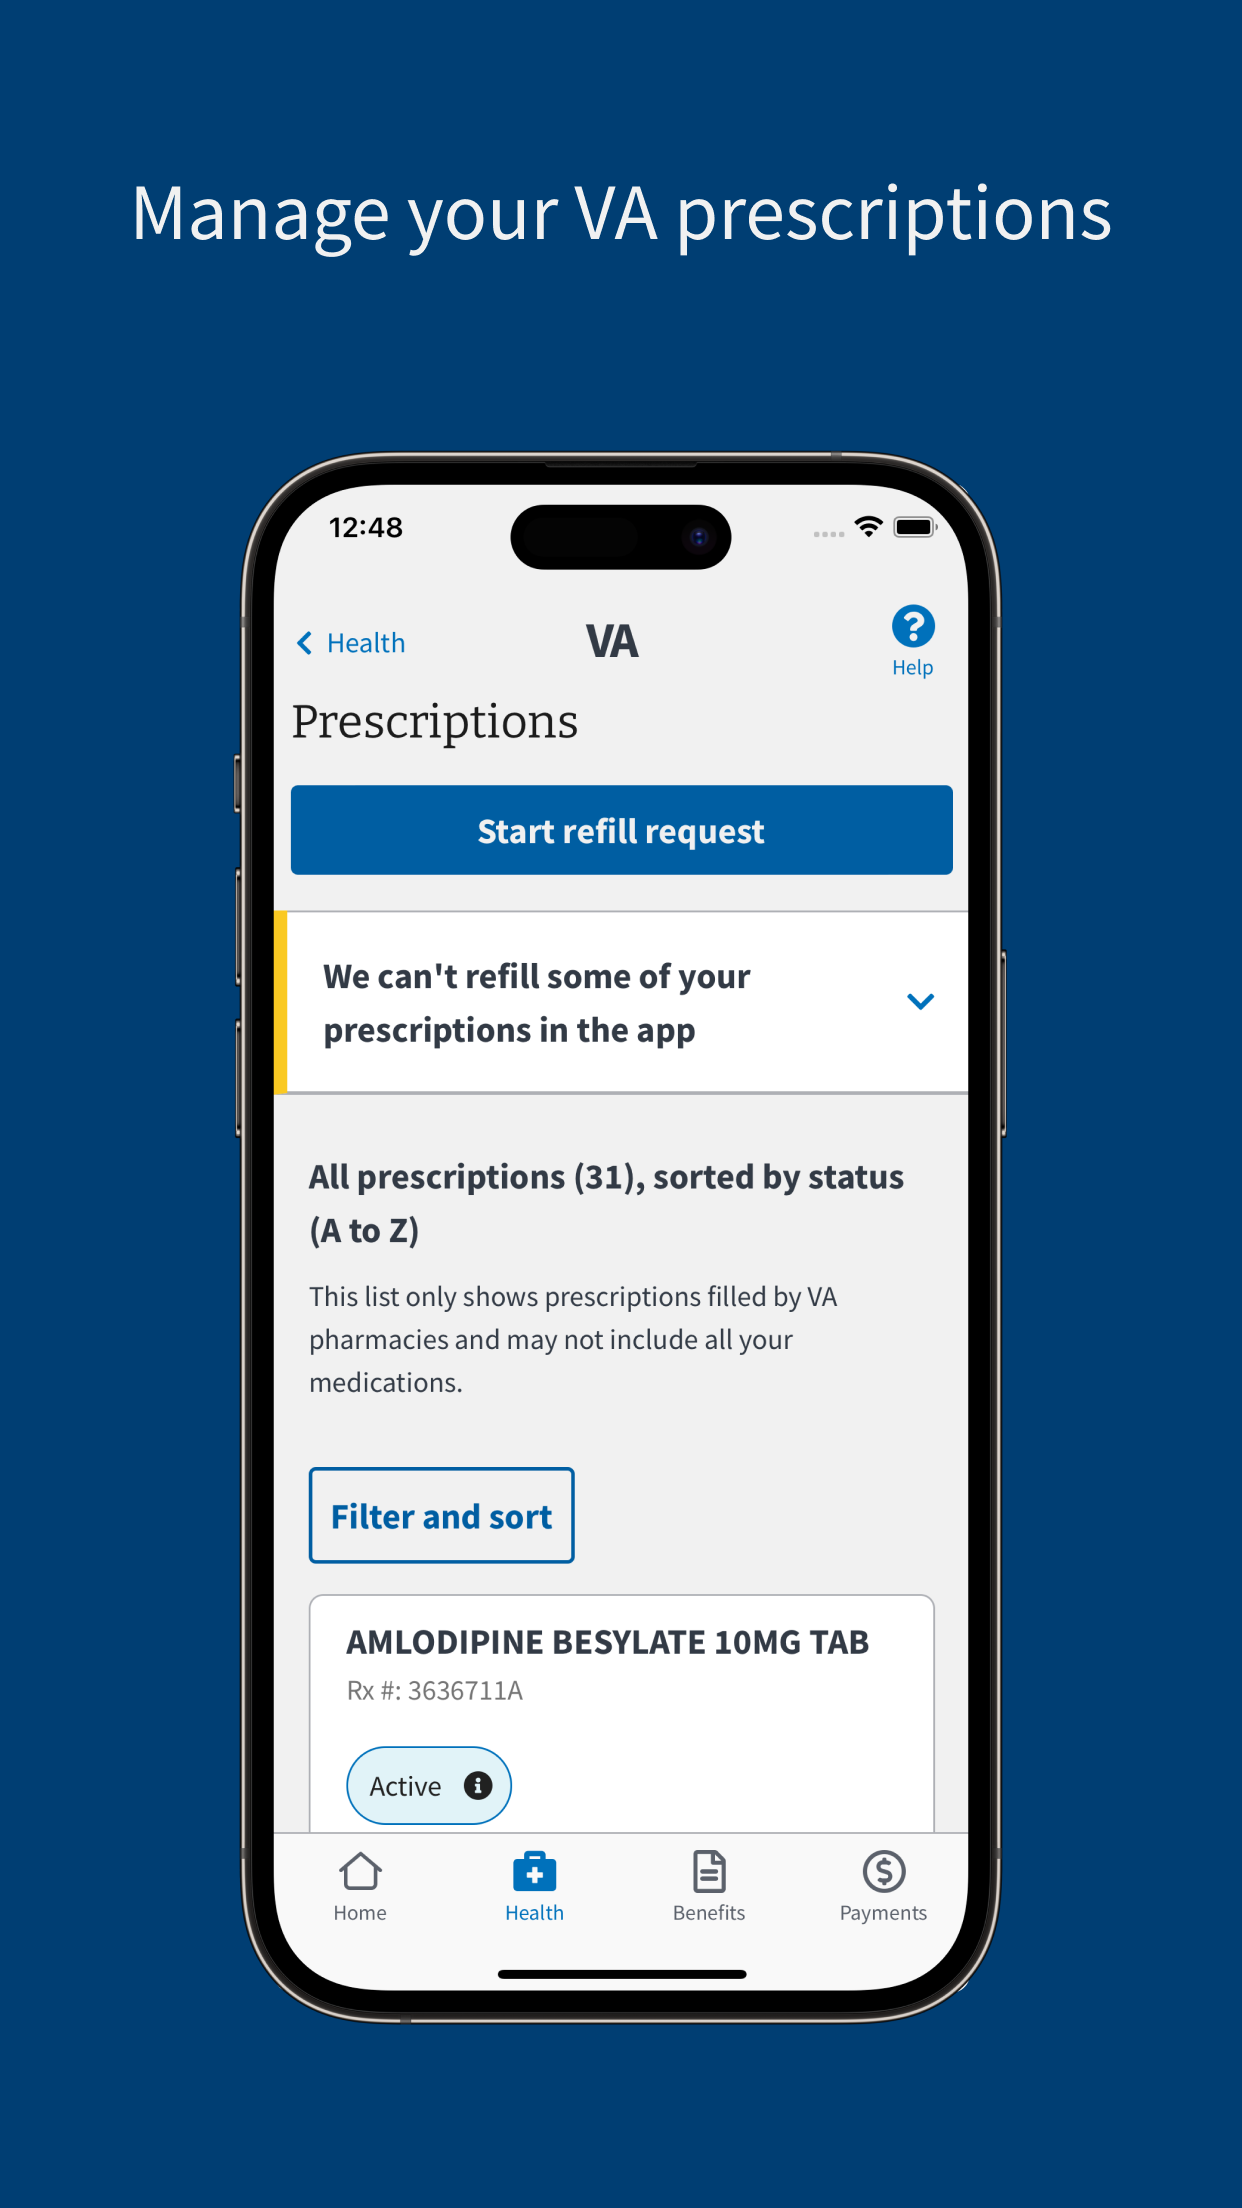 Manage your VA prescriptions
12:48
Health
VA
Help
Prescriptions
Start refill request
We can't refill some of your
prescriptions in the app
All prescriptions (31), sorted by status
(A to Z)
This list only shows prescriptions filled by VA
pharmacies and may not include all your
medications.
Filter and sort
AMLODIPINE BESYLATE 10MG TAB
Rx #: 3636711A
Active
Home
Health
Benefits
Payments